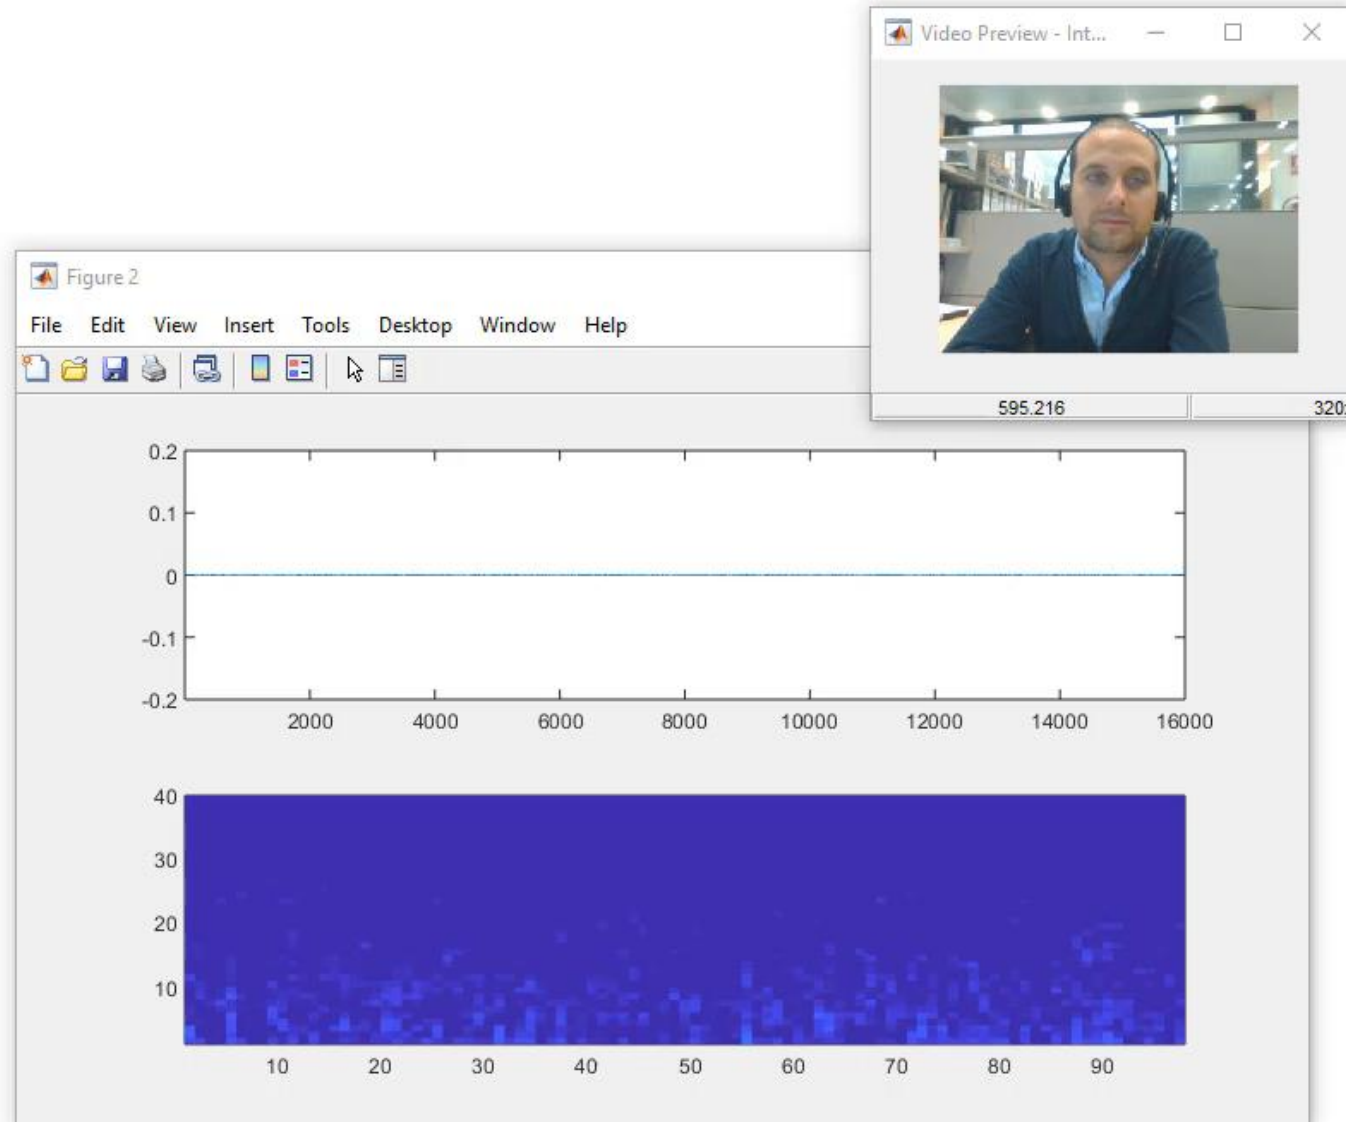 Video Preview - Int...
Figure 2
File Edit View Insert Tools Desktop Window Help
595.216 320:
0.2
0.1
0
-0.1
-0.2
2000 4000 6000 8000 10000 12000 14000 16000
40
30
20
10
10 20 30 40 50 60 70 80 90